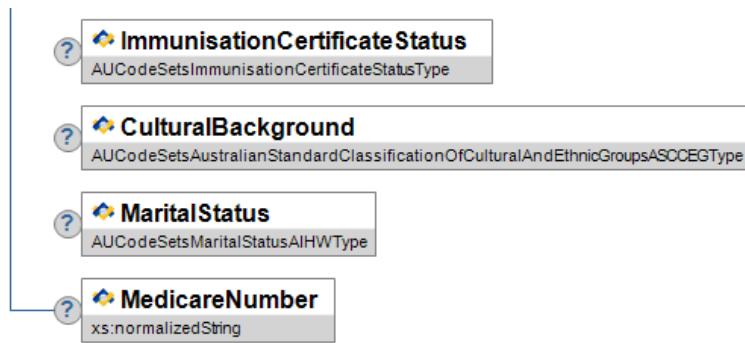 ?
ImmunisationCertificateStatus
AUCodeSetsImmunisationCertificateStatusType
?
CulturalBackground
AUCodeSetsAustralianStandardClassificationOfCulturalAndEthnicGroupsASCCEGType
?
MaritalStatus
AUCodeSetsMaritalStatusAIHWType
?
MedicareNumber
xs:normalizedString